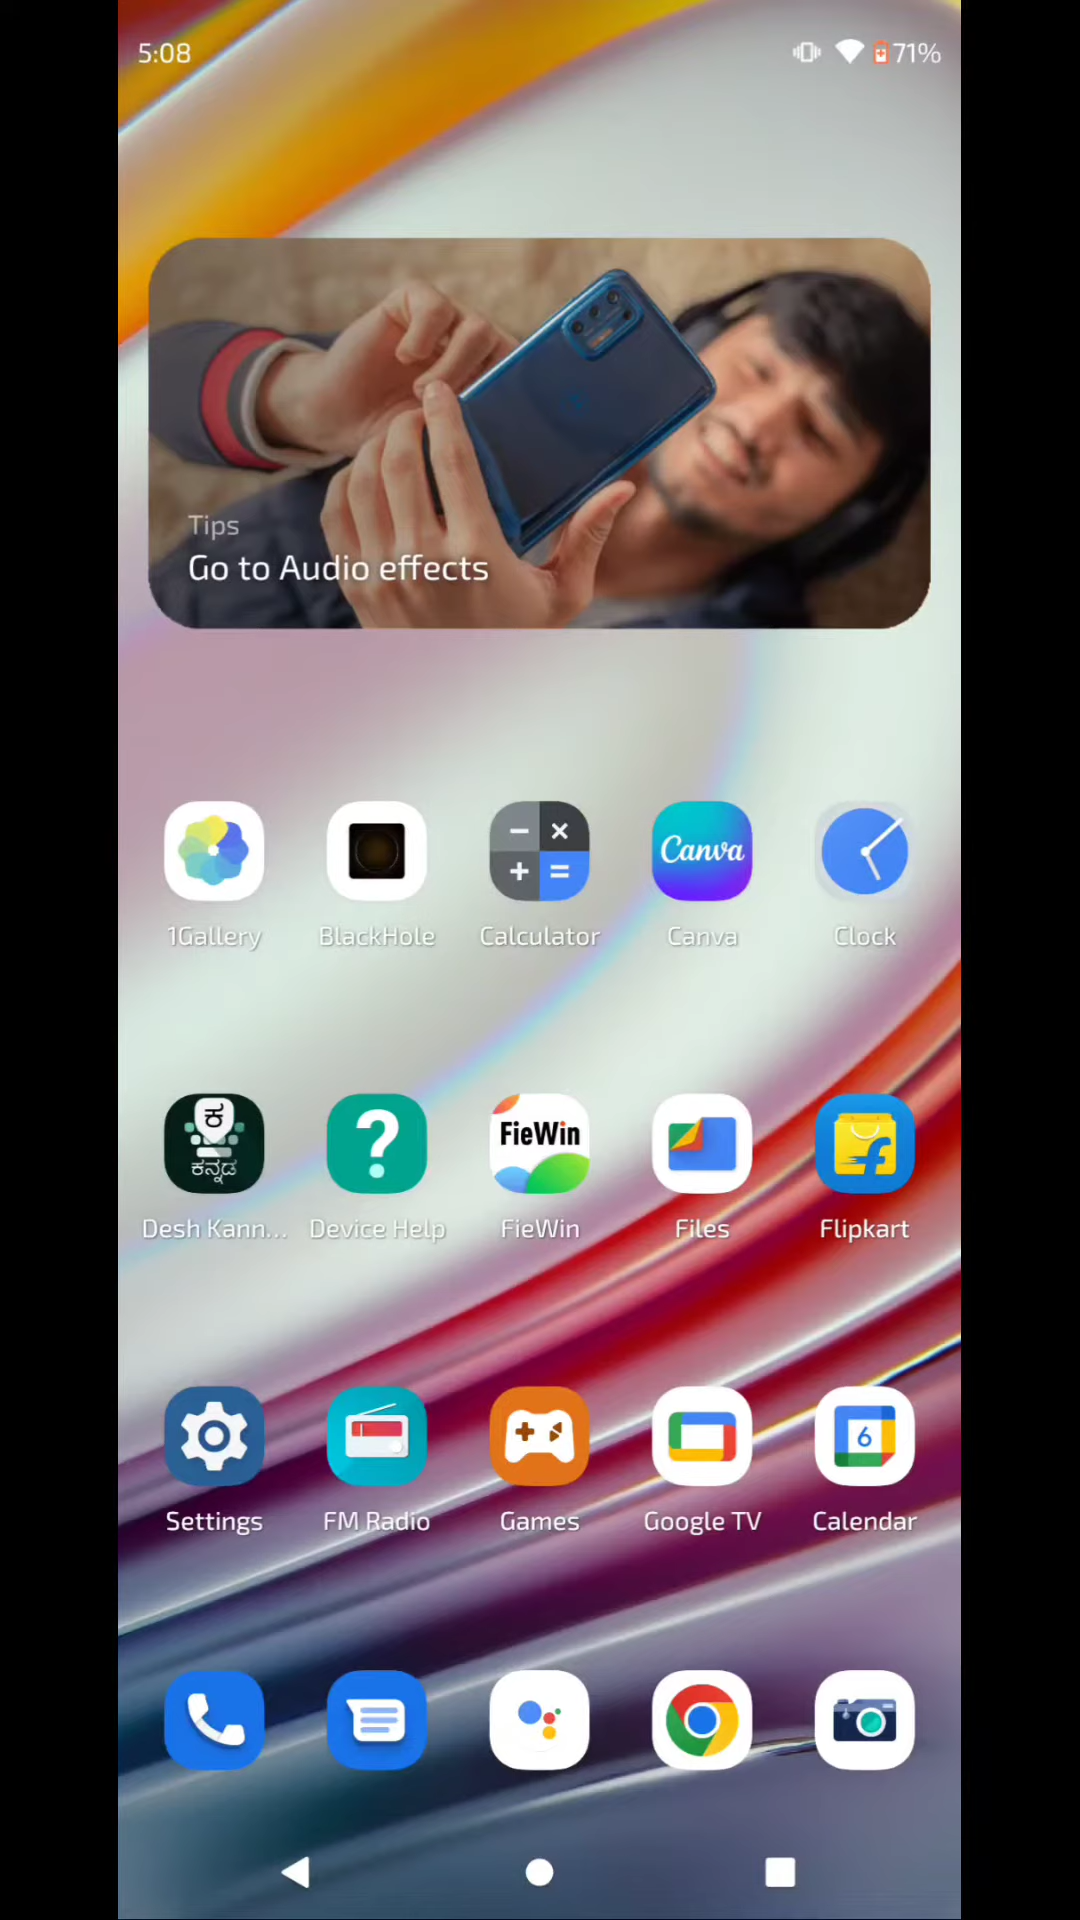 5:08
71%
Tips
Go to Audio effects
Canva
1Gallery
BlackHole
Calculator
Canva
Clock
ಕ
ಕನ್ನಡ
?
FieWin
Desh Kann...
Device Help
FieWin
Files
Flipkart
6
Settings
FM Radio
Games
Google TV
Calendar